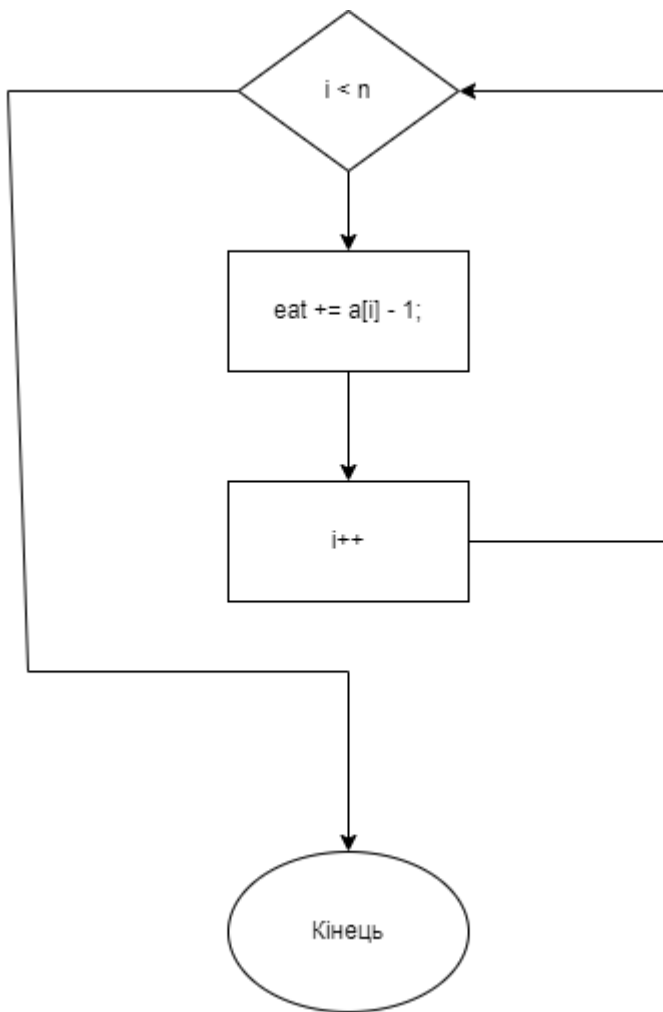 i < n
eat += a[i] - 1;
i++
Кінець